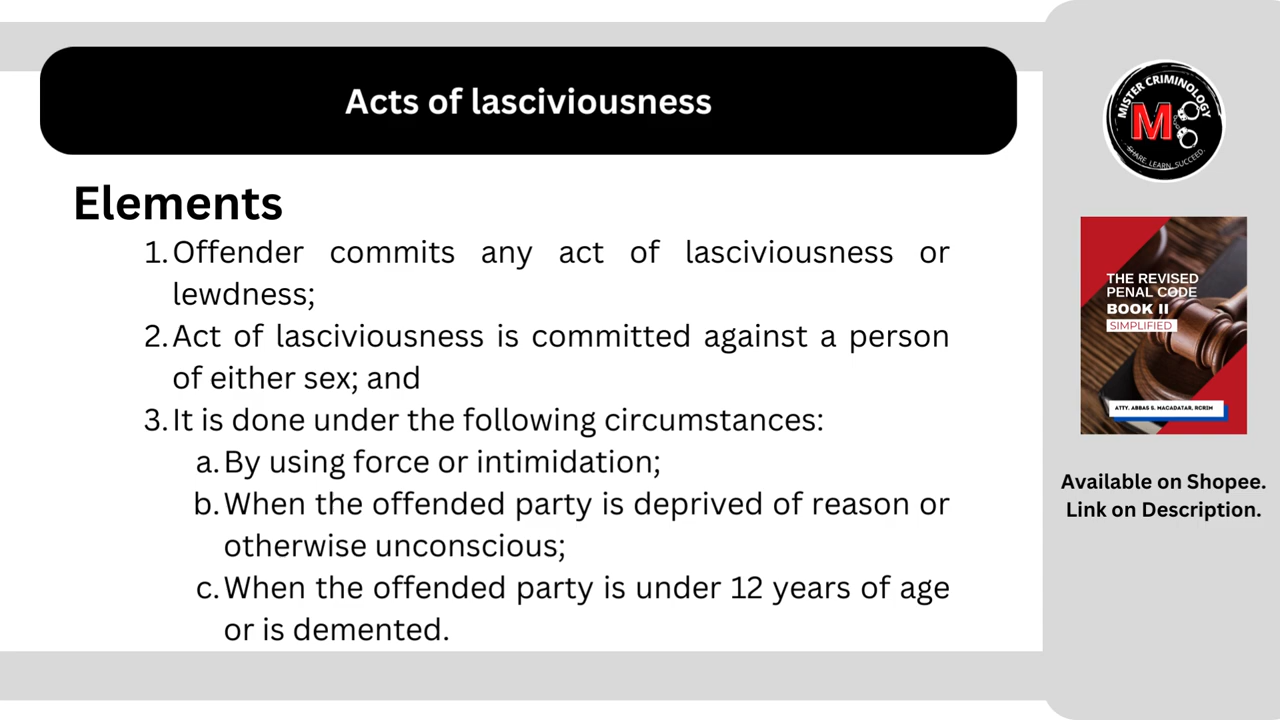 Acts of lasciviousness
Elements
1. Offender commits any act of lasciviousness or
lewdness;
2. Act of lasciviousness is committed against a person
of either sex; and
3. It is done under the following circumstances:
a. By using force or intimidation;
b. When the offended party is deprived of reason or
otherwise unconscious;
c. When the offended party is under 12 years of age
or is demented.
MISTER CRIMINOLOGY
M
SHARE. LEARN. SUCCEED.
THE REVISED
PENAL CODE
BOOK II
SIMPLIFIED
ATTY. ABBAS S. MACADATAR, RCRIM
Available on Shopee.
Link on Description.